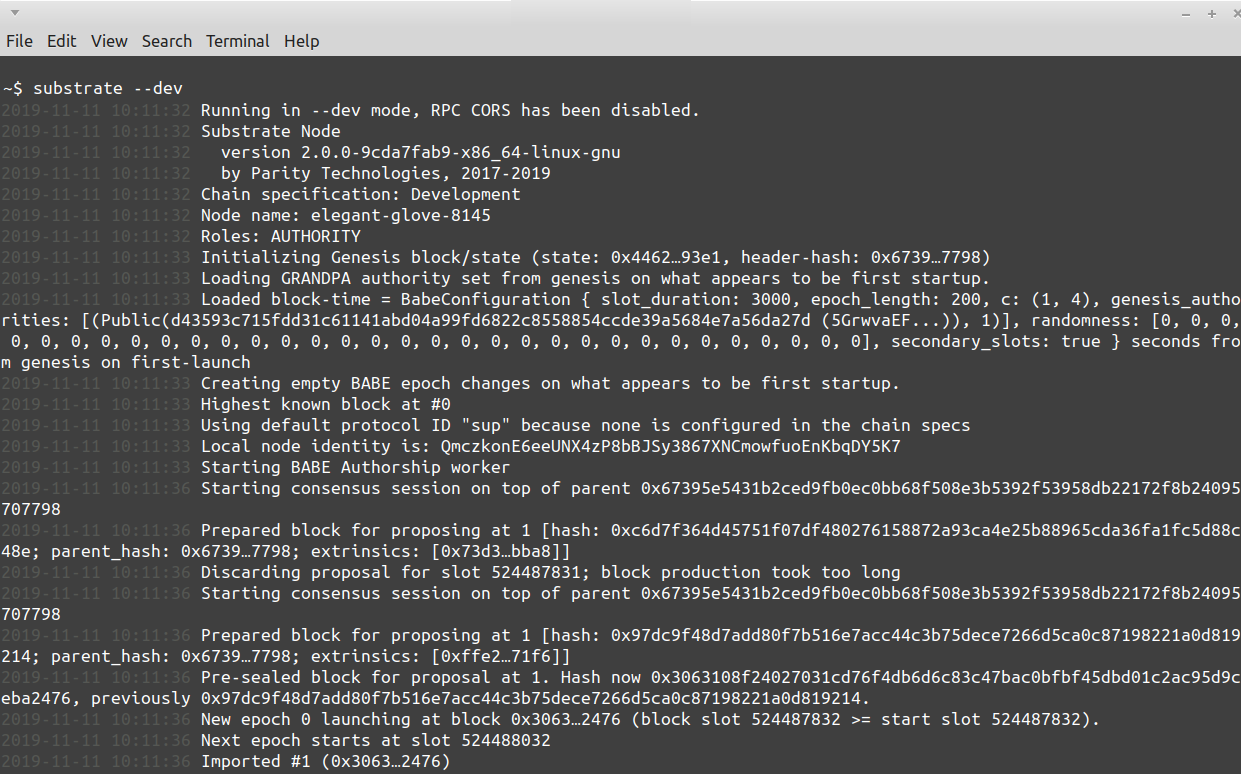 File Edit View Search Terminal Help
~$ substrate --dev
2019-11-11 10:11:32 Running in --dev mode, RPC CORS has been disabled.
2019-11-11 10:11:32 Substrate Node
2019-11-11 10:11:32   version 2.0.0-9cda7fab9-x86_64-linux-gnu
2019-11-11 10:11:32   by Parity Technologies, 2017-2019
2019-11-11 10:11:32 Chain specification: Development
2019-11-11 10:11:32 Node name: elegant-glove-8145
2019-11-11 10:11:32 Roles: AUTHORITY
2019-11-11 10:11:33 Initializing Genesis block/state (state: 0x4462…93e1, header-hash: 0x6739…7798)
2019-11-11 10:11:33 Loading GRANDPA authority set from genesis on what appears to be first startup.
2019-11-11 10:11:33 Loaded block-time = BabeConfiguration { slot_duration: 3000, epoch_length: 200, c: (1, 4), genesis_autho
rities: [(Public(d43593c715fdd31c61141abd04a99fd6822c8558854ccde39a5684e7a56da27d (5GrwvaEF...)), 1)], randomness: [0, 0, 0,
 0, 0, 0, 0, 0, 0, 0, 0, 0, 0, 0, 0, 0, 0, 0, 0, 0, 0, 0, 0, 0, 0, 0, 0, 0, 0, 0, 0, 0], secondary_slots: true } seconds fro
m genesis on first-launch
2019-11-11 10:11:33 Creating empty BABE epoch changes on what appears to be first startup.
2019-11-11 10:11:33 Highest known block at #0
2019-11-11 10:11:33 Using default protocol ID "sup" because none is configured in the chain specs
2019-11-11 10:11:33 Local node identity is: QmczkonE6eeUNX4zP8bBJSy3867XNCmowfuoEnKbqDY5K7
2019-11-11 10:11:33 Starting BABE Authorship worker
2019-11-11 10:11:36 Starting consensus session on top of parent 0x67395e5431b2ced9fb0ec0bb68f508e3b5392f53958db22172f8b24095
707798
2019-11-11 10:11:36 Prepared block for proposing at 1 [hash: 0xc6d7f364d45751f07df480276158872a93ca4e25b88965cda36fa1fc5d88c
48e; parent_hash: 0x6739…7798; extrinsics: [0x73d3…bba8]]
2019-11-11 10:11:36 Discarding proposal for slot 524487831; block production took too long
2019-11-11 10:11:36 Starting consensus session on top of parent 0x67395e5431b2ced9fb0ec0bb68f508e3b5392f53958db22172f8b24095
707798
2019-11-11 10:11:36 Prepared block for proposing at 1 [hash: 0x97dc9f48d7add80f7b516e7acc44c3b75dece7266d5ca0c87198221a0d819
214; parent_hash: 0x6739…7798; extrinsics: [0xffe2…71f6]]
2019-11-11 10:11:36 Pre-sealed block for proposal at 1. Hash now 0x3063108f24027031cd76f4db6d6c83c47bac0bfbf45dbd01c2ac95d9c
eba2476, previously 0x97dc9f48d7add80f7b516e7acc44c3b75dece7266d5ca0c87198221a0d819214.
2019-11-11 10:11:36 New epoch 0 launching at block 0x3063…2476 (block slot 524487832 >= start slot 524487832).
2019-11-11 10:11:36 Next epoch starts at slot 524488032
2019-11-11 10:11:36 Imported #1 (0x3063…2476)